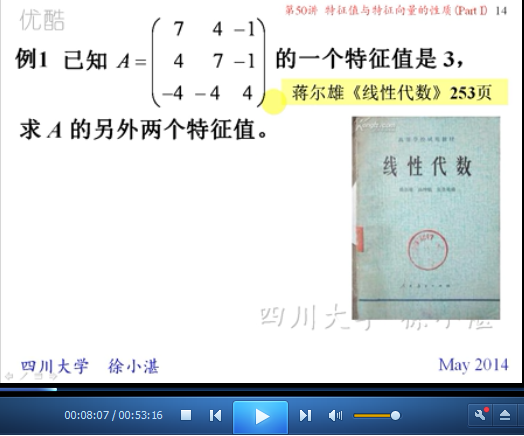 优酷
第50讲 特征值与特征向量的性质(Part I) 14
例1 已知 A= 7 4 -1 的一个特征值是 3，
4 7 -1
-4 -4 4
蒋尔雄《线性代数》253页
求 A 的另外两个特征值。
线性代数
四川大学 徐小湛
四川大学 徐小湛
May 2014
00:08:07 / 00:53:16